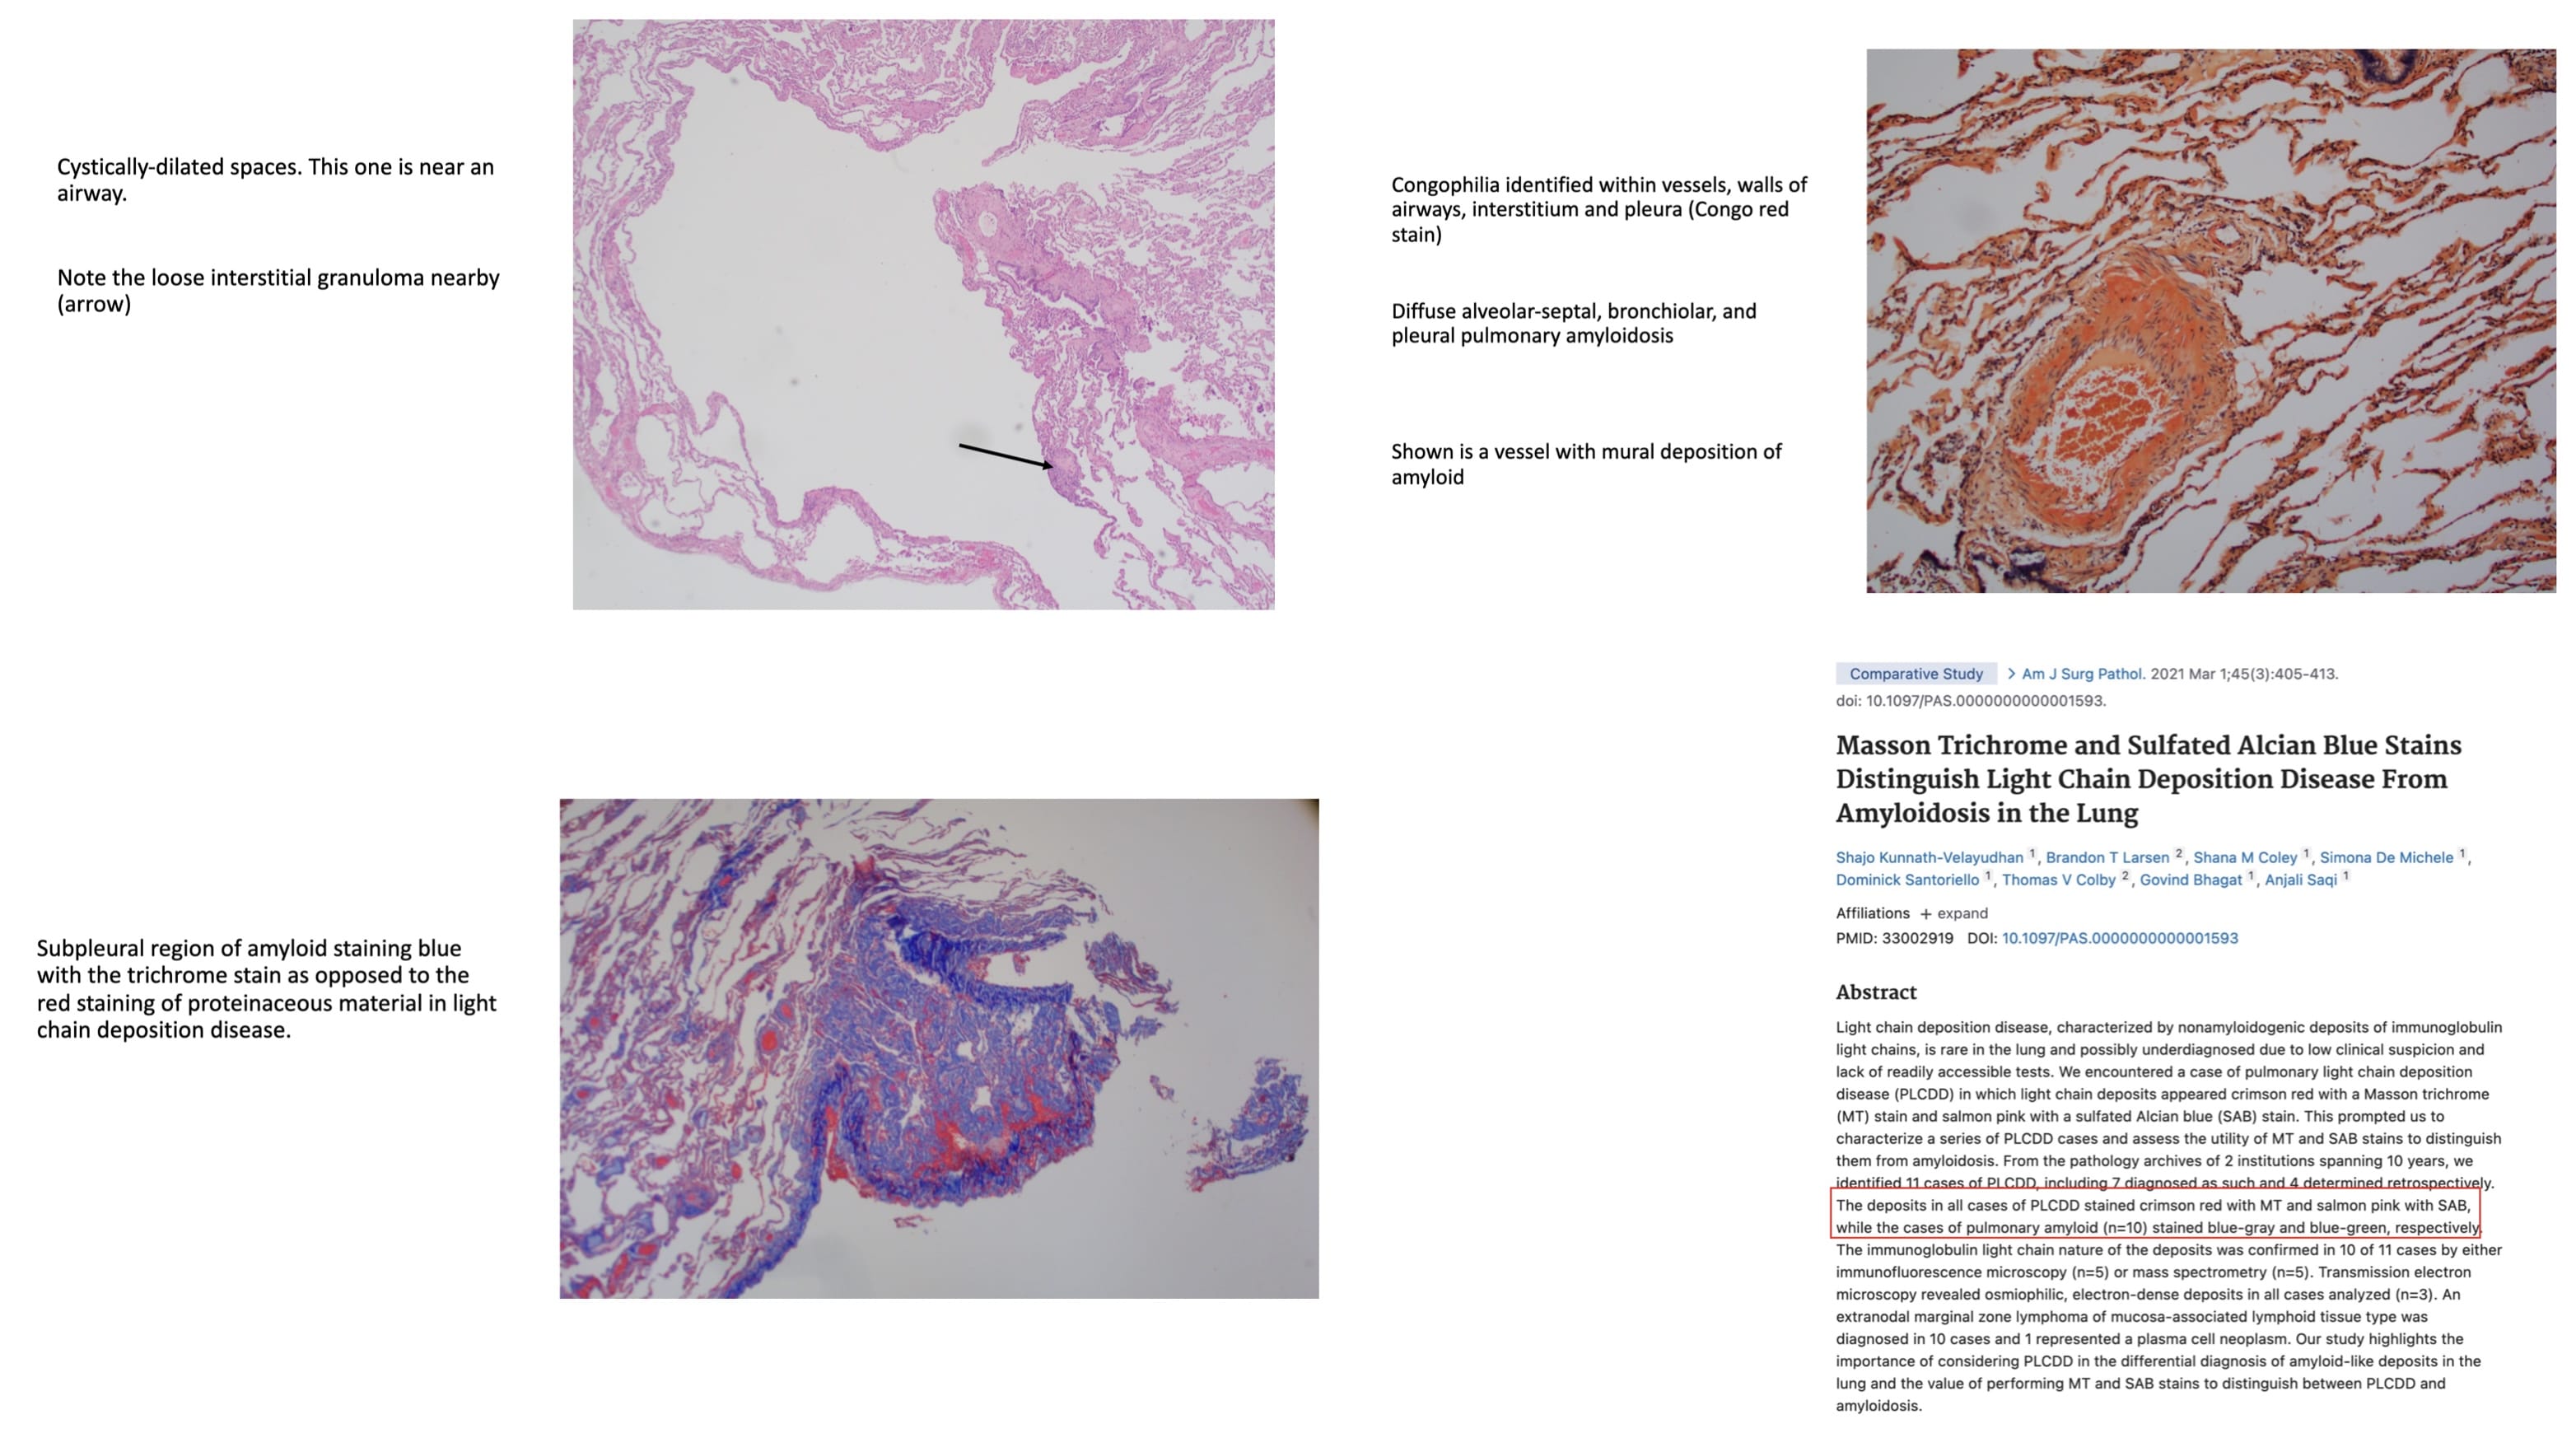 Cystically-dilated spaces. This one is near an
airway.
Note the loose interstitial granuloma nearby
(arrow)
Congophilia identified within vessels, walls of
airways, interstitium and pleura (Congo red
stain)
Diffuse alveolar-septal, bronchiolar, and
pleural pulmonary amyloidosis
Shown is a vessel with mural deposition of
amyloid
Subpleural region of amyloid staining blue
with the trichrome stain as opposed to the
red staining of proteinaceous material in light
chain deposition disease.
Comparative Study > Am J Surg Pathol. 2021 Mar 1;45(3):405-413.
doi: 10.1097/PAS.0000000000001593.
Masson Trichrome and Sulfated Alcian Blue Stains
Distinguish Light Chain Deposition Disease From
Amyloidosis in the Lung
Shajo Kunnath-Velayudhan 1, Brandon T Larsen 2, Shana M Coley 1, Simona De Michele 1,
Dominick Santoriello 1, Thomas V Colby 2, Govind Bhagat 1, Anjali Saqi 1
Affiliations + expand
PMID: 33002919 DOI: 10.1097/PAS.0000000000001593
Abstract
Light chain deposition disease, characterized by nonamyloidogenic deposits of immunoglobulin
light chains, is rare in the lung and possibly underdiagnosed due to low clinical suspicion and
lack of readily accessible tests. We encountered a case of pulmonary light chain deposition
disease (PLCDD) in which light chain deposits appeared crimson red with a Masson trichrome
(MT) stain and salmon pink with a sulfated Alcian blue (SAB) stain. This prompted us to
characterize a series of PLCDD cases and assess the utility of MT and SAB stains to distinguish
them from amyloidosis. From the pathology archives of 2 institutions spanning 10 years, we
identified 11 cases of PLCDD, including 7 diagnosed as such and 4 determined retrospectively.
The deposits in all cases of PLCDD stained crimson red with MT and salmon pink with SAB,
while the cases of pulmonary amyloid (n=10) stained blue-gray and blue-green, respectively.
The immunoglobulin light chain nature of the deposits was confirmed in 10 of 11 cases by either
immunofluorescence microscopy (n=5) or mass spectrometry (n=5). Transmission electron
microscopy revealed osmiophilic, electron-dense deposits in all cases analyzed (n=3). An
extranodal marginal zone lymphoma of mucosa-associated lymphoid tissue type was
diagnosed in 10 cases and 1 represented a plasma cell neoplasm. Our study highlights the
importance of considering PLCDD in the differential diagnosis of amyloid-like deposits in the
lung and the value of performing MT and SAB stains to distinguish between PLCDD and
amyloidosis.